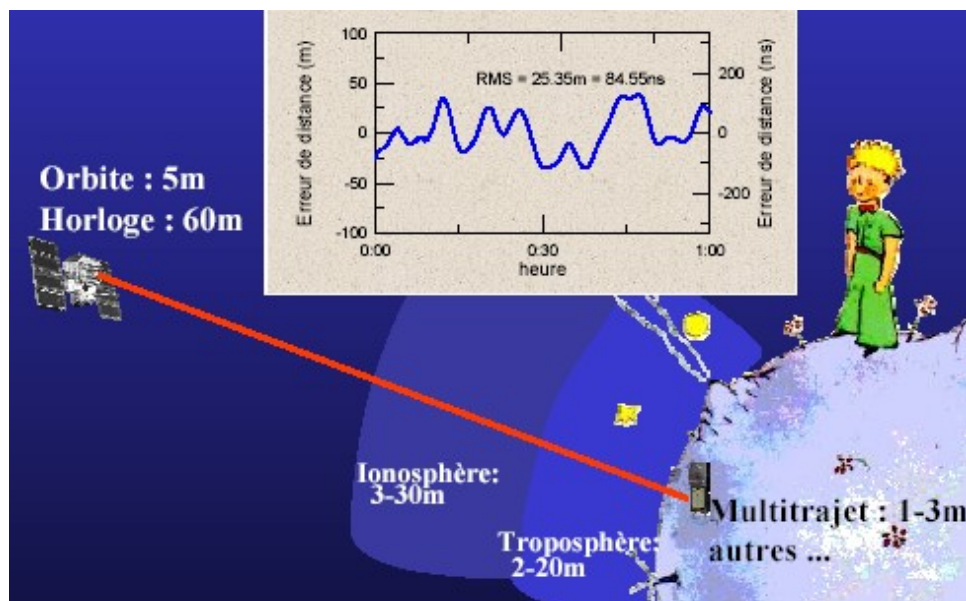 100
50
0
-50
-100
Erreur de distance (m)
RMS = 25.35m = 84.55ns
200
0
-200
Erreur de distance (ns)
0:00
0:30
1:00
heure
Orbite : 5m
Horloge : 60m
Ionosphère:
3-30m
Troposphère:
2-20m
Multitrajet : 1-3m
autres ...